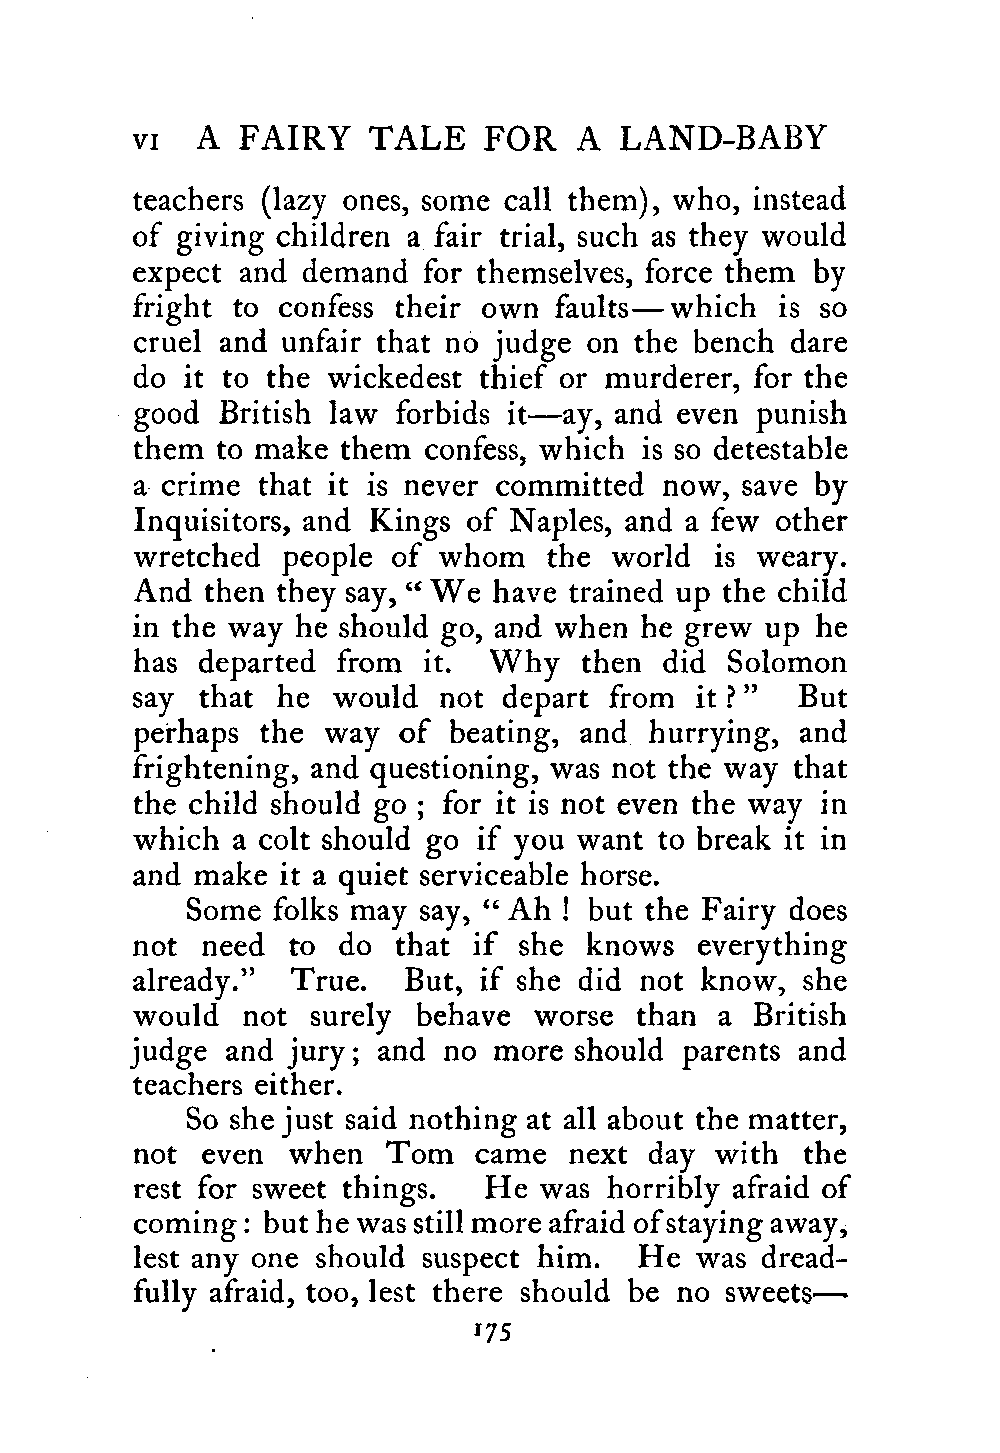 VI A FAIRY TALE FOR A LAND-BABY
teachers (lazy ones, some call them), who, instead
of giving children a fair trial, such as they would
expect and demand for themselves, force them by
fright to confess their own faults—which is so
cruel and unfair that no judge on the bench dare
do it to the wickedest thief or murderer, for the
good British law forbids it—ay, and even punish
them to make them confess, which is so detestable
a crime that it is never committed now, save by
Inquisitors, and Kings of Naples, and a few other
wretched people of whom the world is weary.
And then they say, “ We have trained up the child
in the way he should go, and when he grew up he
has departed from it. Why then did Solomon
say that he would not depart from it ? ” But
perhaps the way of beating, and hurrying, and
frightening, and questioning, was not the way that
the child should go ; for it is not even the way in
which a colt should go if you want to break it in
and make it a quiet serviceable horse.
Some folks may say, “ Ah ! but the Fairy does
not need to do that if she knows everything
already.” True. But, if she did not know, she
would not surely behave worse than a British
judge and jury ; and no more should parents and
teachers either.
So she just said nothing at all about the matter,
not even when Tom came next day with the
rest for sweet things. He was horribly afraid of
coming : but he was still more afraid of staying away,
lest any one should suspect him. He was dread-
fully afraid, too, lest there should be no sweets—
175